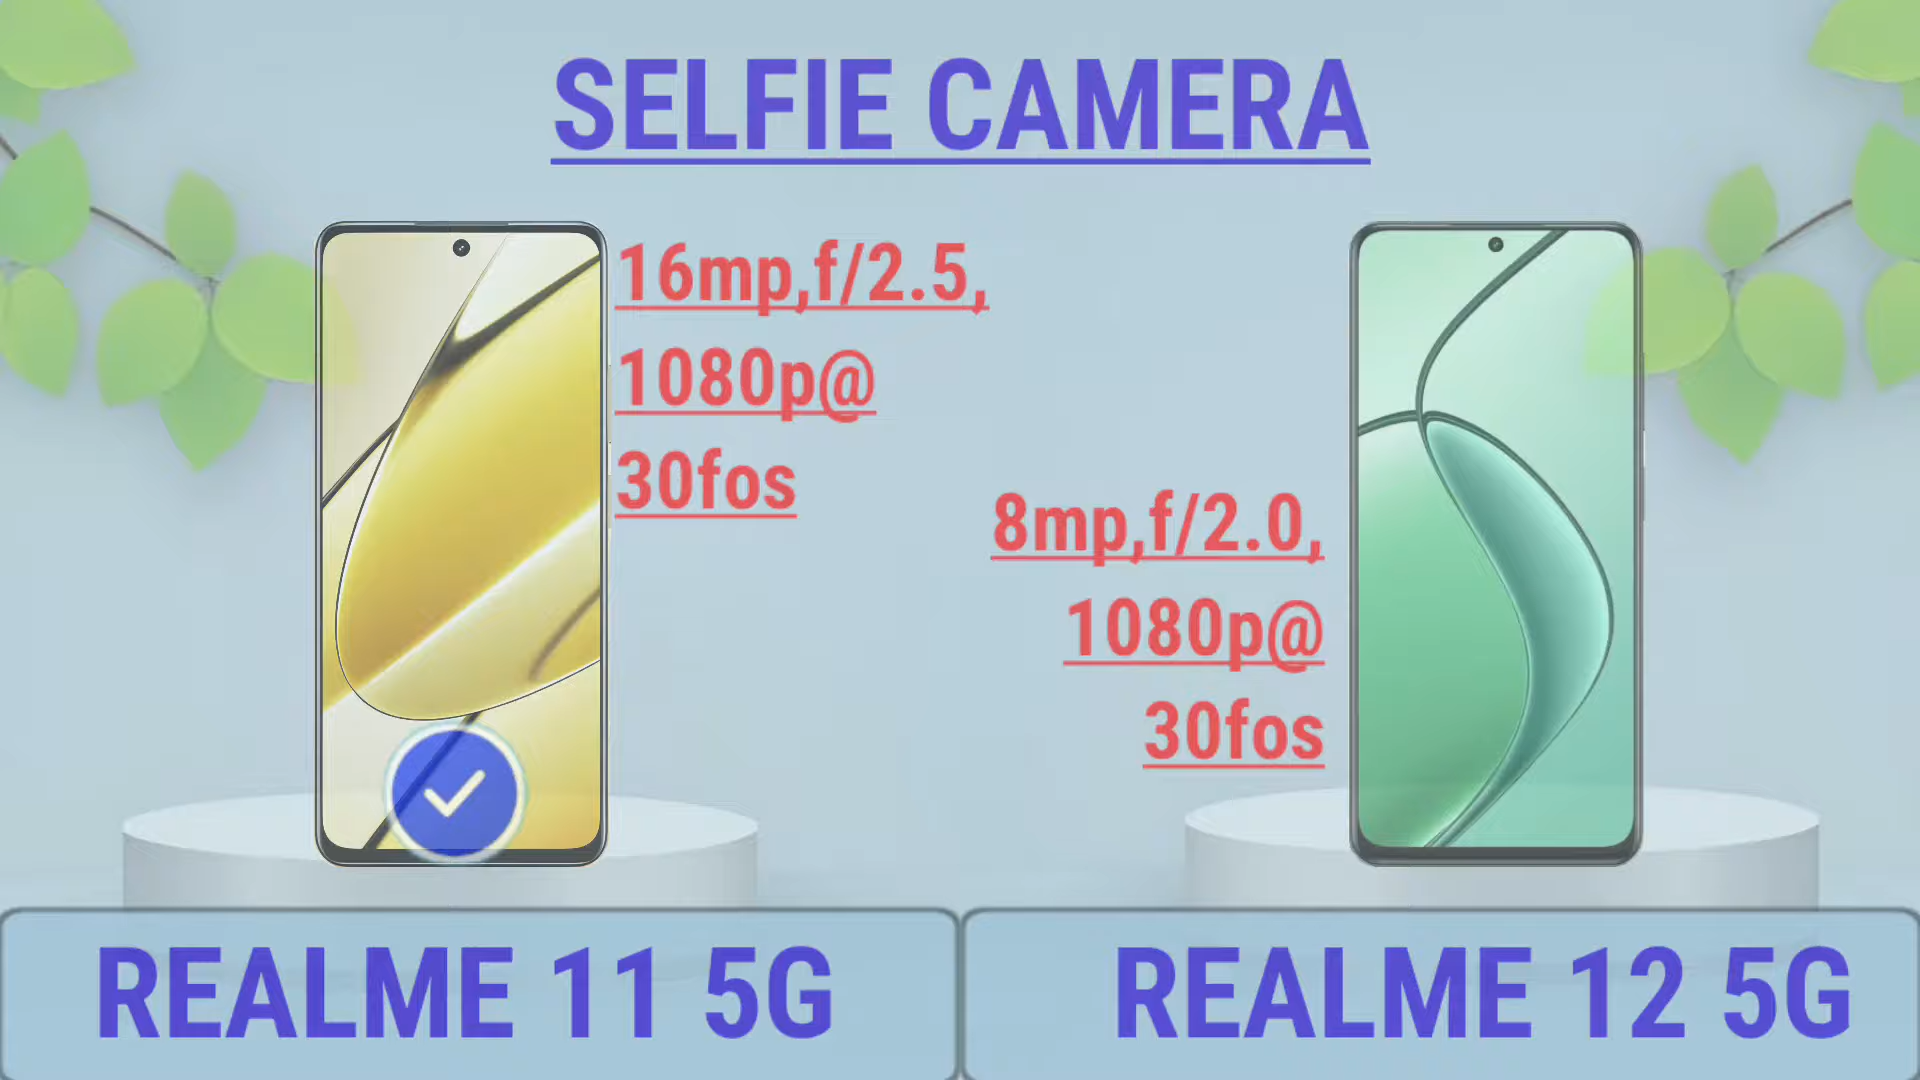 SELFIE CAMERA
16mp,f/2.5,
1080p@
30fos
8mp,f/2.0,
1080p@
30fos
REALME 11 5G
REALME 12 5G